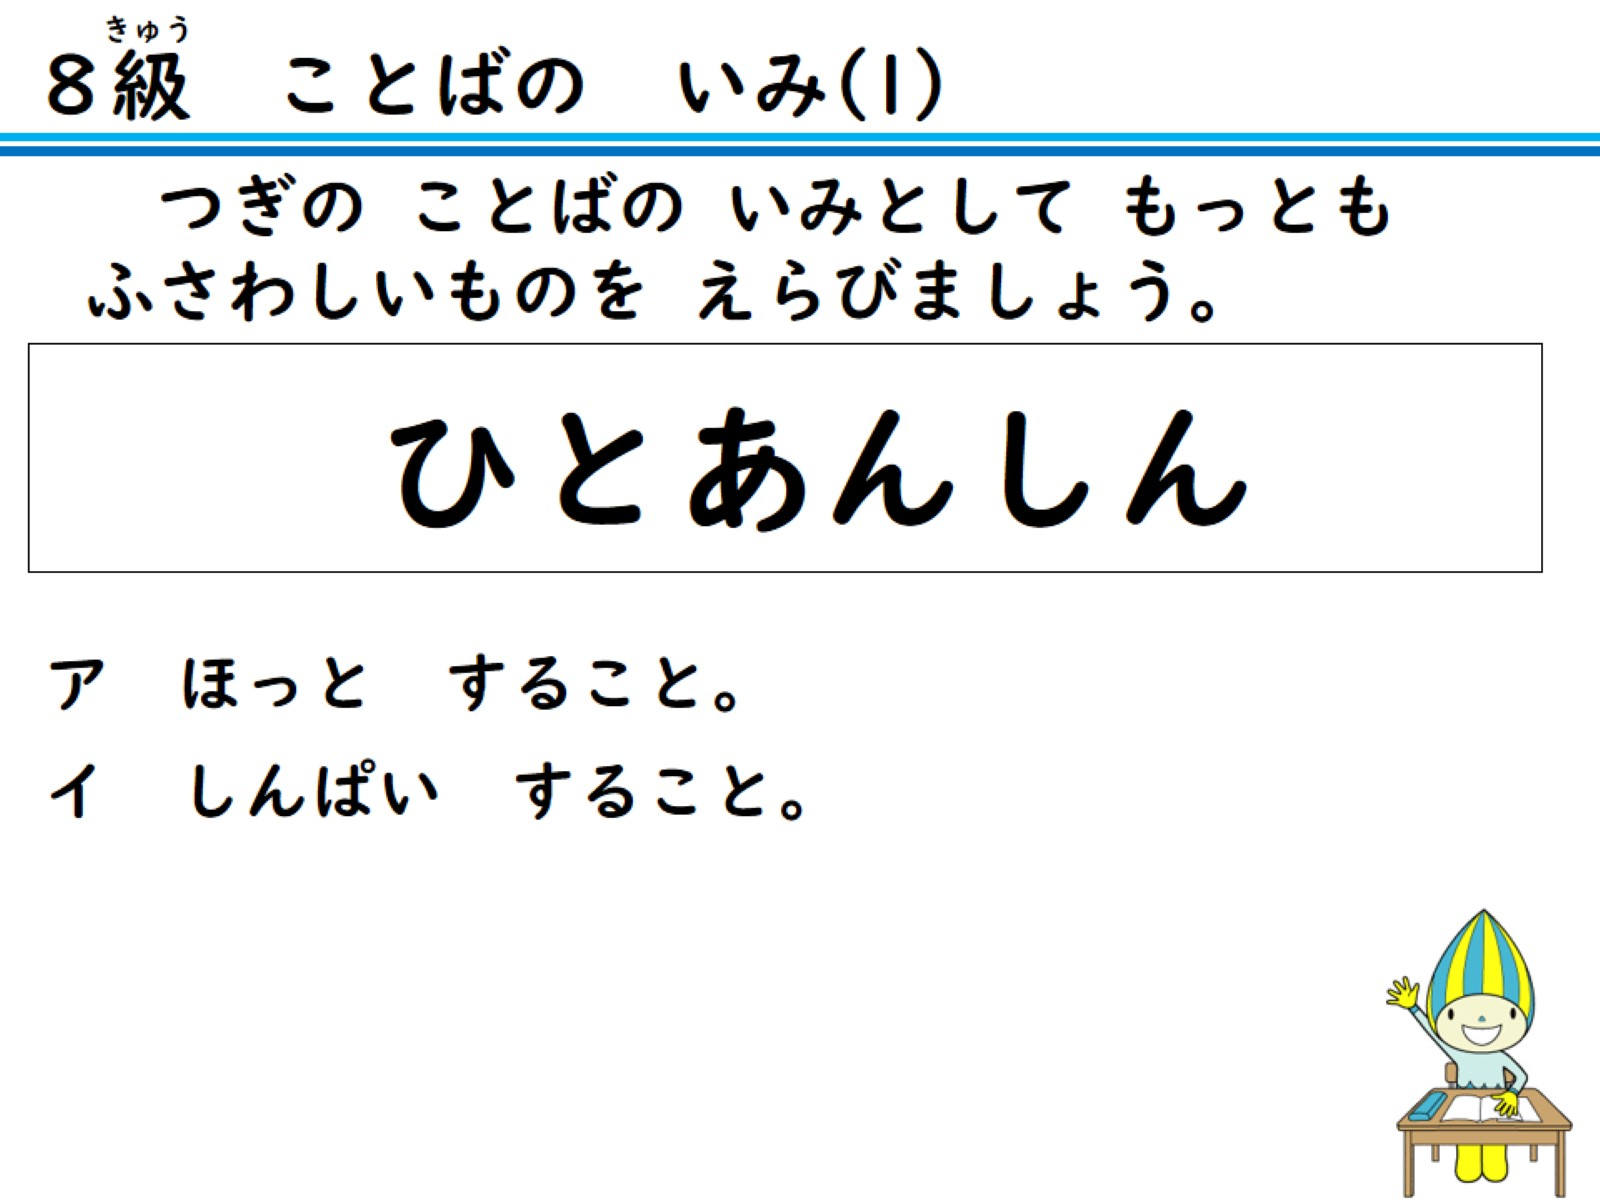 きゅう
８級　ことばの　いみ(1)
つぎの ことばの いみとして もっとも
ふさわしいものを えらびましょう。
ひとあんしん
ア　ほっと　すること。
イ　しんぱい　すること。